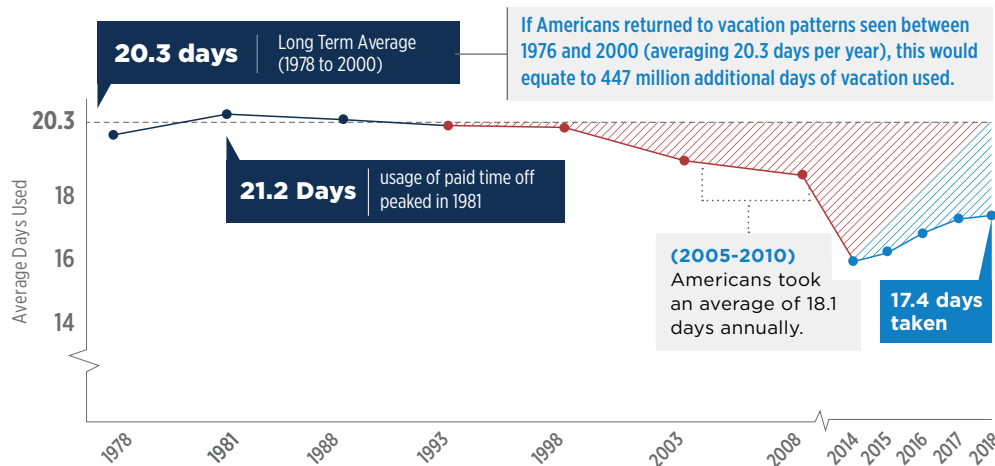 20.3 days
Long Term Average
(1978 to 2000)
If Americans returned to vacation patterns seen between
1976 and 2000 (averaging 20.3 days per year), this would
equate to 447 million additional days of vacation used.
20.3
18
16
14
Average Days Used
21.2 Days
usage of paid time off
peaked in 1981
(2005-2010)
Americans took
an average of 18.1
days annually.
17.4 days
taken
1978
1981
1988
1993
1998
2003
2008
2014
2015
2016
2017
2018